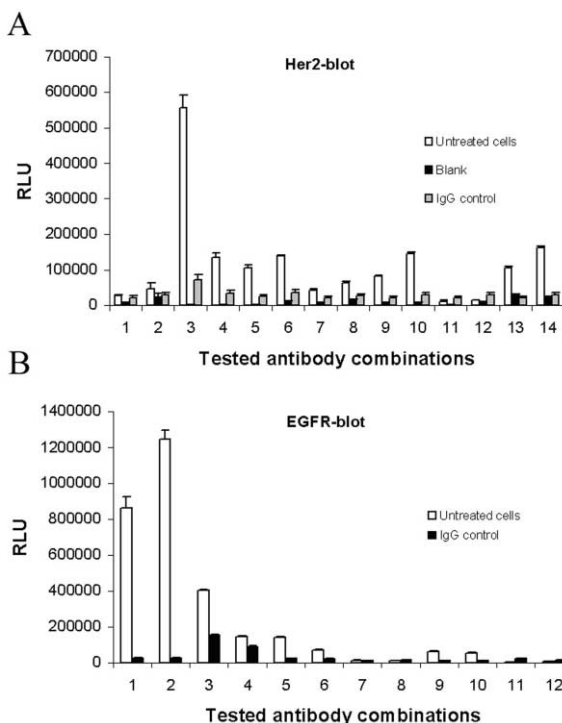 A
Her2-blot
700000
600000
500000
400000
300000
200000
100000
0
RLU
Untreated cells
Blank
IgG control
1 2 3 4 5 6 7 8 9 10 11 12 13 14
Tested antibody combinations
B
EGFR-blot
1400000
1200000
1000000
800000
600000
400000
200000
0
RLU
Untreated cells
IgG control
1 2 3 4 5 6 7 8 9 10 11 12
Tested antibody combinations